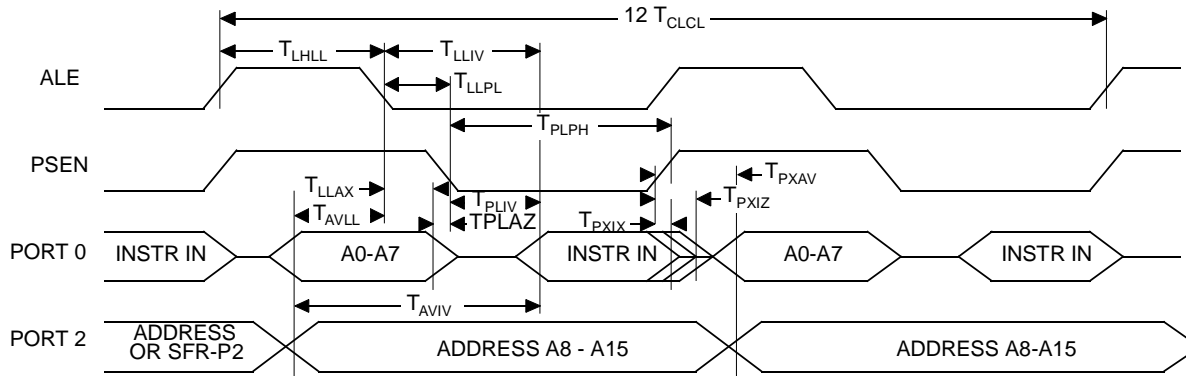 12 TCLCL
TLHLL TLLIV
ALE TLLPL
TPLPH
PSEN
TLLAX TPLIV TPXAV
TAVLL TPLAZ TPXIX TPXIZ
PORT 0 INSTR IN A0-A7 INSTR IN A0-A7 INSTR IN
TAVIV
PORT 2 ADDRESS OR SFR-P2 ADDRESS A8 - A15 ADDRESS A8-A15